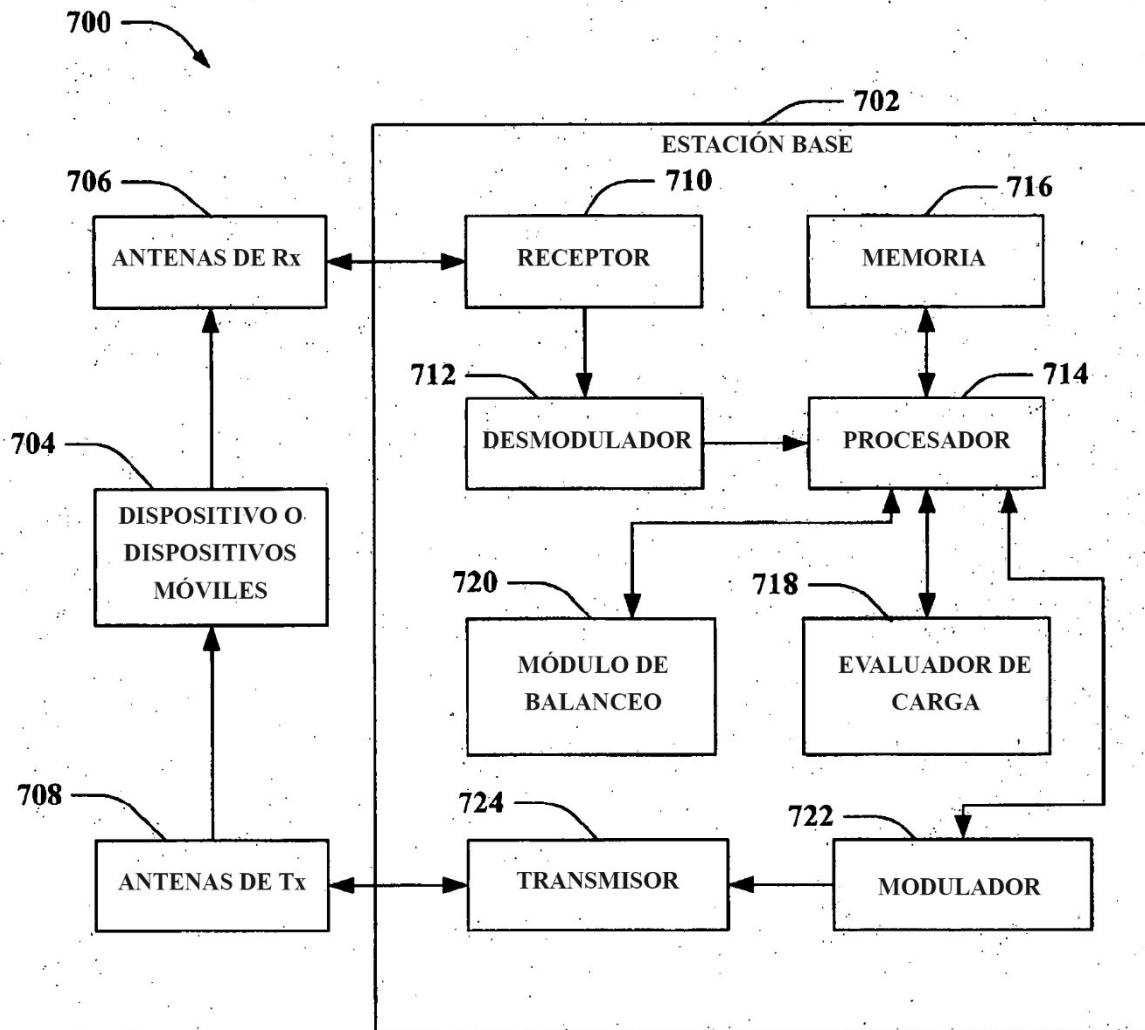 700
702
ESTACIÓN BASE
706
710
716
ANTENAS DE Rx
RECEPTOR
MEMORIA
712
714
704
DESMODULADOR
PROCESADOR
DISPOSITIVO O
DISPOSITIVOS
MÓVILES
720
718
MÓDULO DE
BALANCEO
EVALUADOR DE
CARGA
708
724
722
ANTENAS DE Tx
TRANSMISOR
MODULADOR